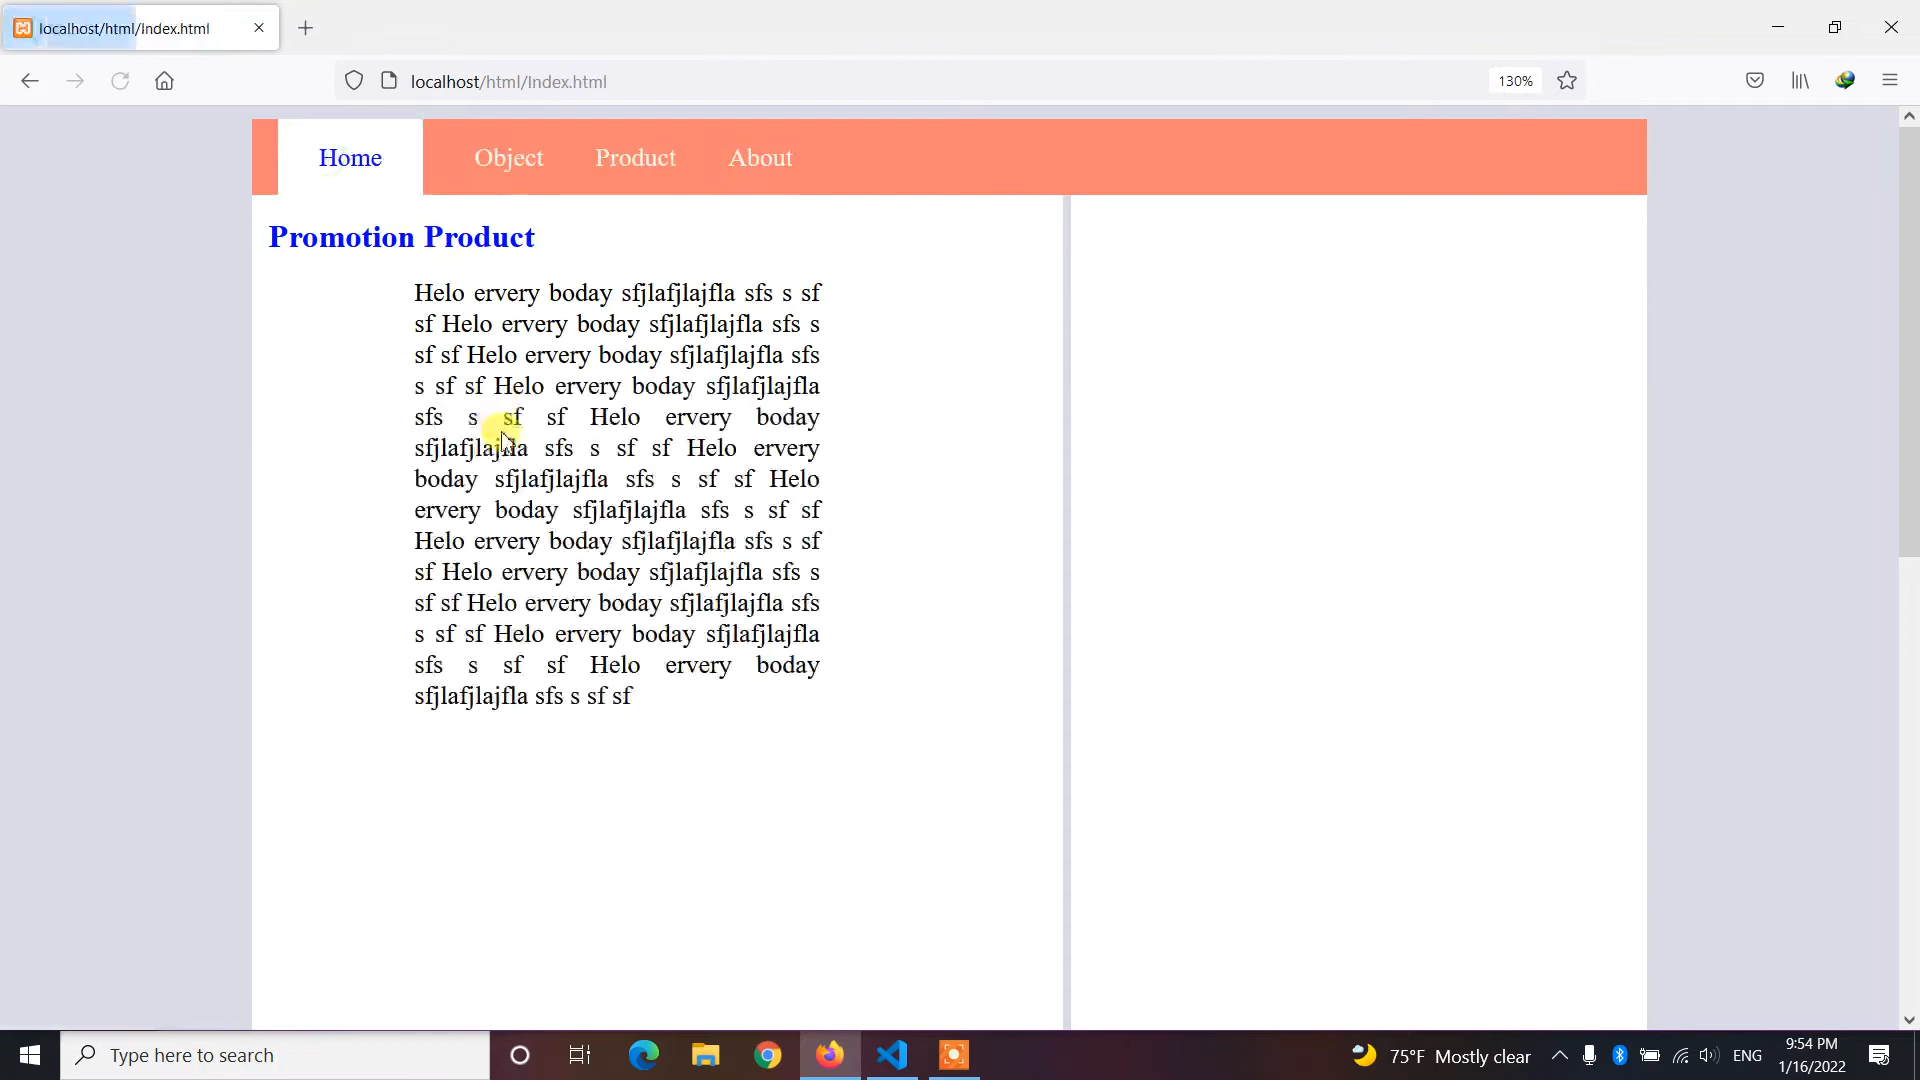 localhost/html/Index.html
localhost/html/Index.html
130%
Home Object Product About
Promotion Product
Helo ervery boday sfjlafjlajfla sfs s sf
sf Helo ervery boday sfjlafjlajfla sfs s
sf sf Helo ervery boday sfjlafjlajfla sfs
s sf sf Helo ervery boday sfjlafjlajfla
sfs s sf sf Helo ervery boday
sfjlafjlajfla sfs s sf sf Helo ervery
boday sfjlafjlajfla sfs s sf sf Helo
ervery boday sfjlafjlajfla sfs s sf sf
Helo ervery boday sfjlafjlajfla sfs s sf
sf Helo ervery boday sfjlafjlajfla sfs s
sf sf Helo ervery boday sfjlafjlajfla sfs
s sf sf Helo ervery boday sfjlafjlajfla
sfs s sf sf Helo ervery boday
sfjlafjlajfla sfs s sf sf
Type here to search
75°F Mostly clear
ENG
9:54 PM
1/16/2022